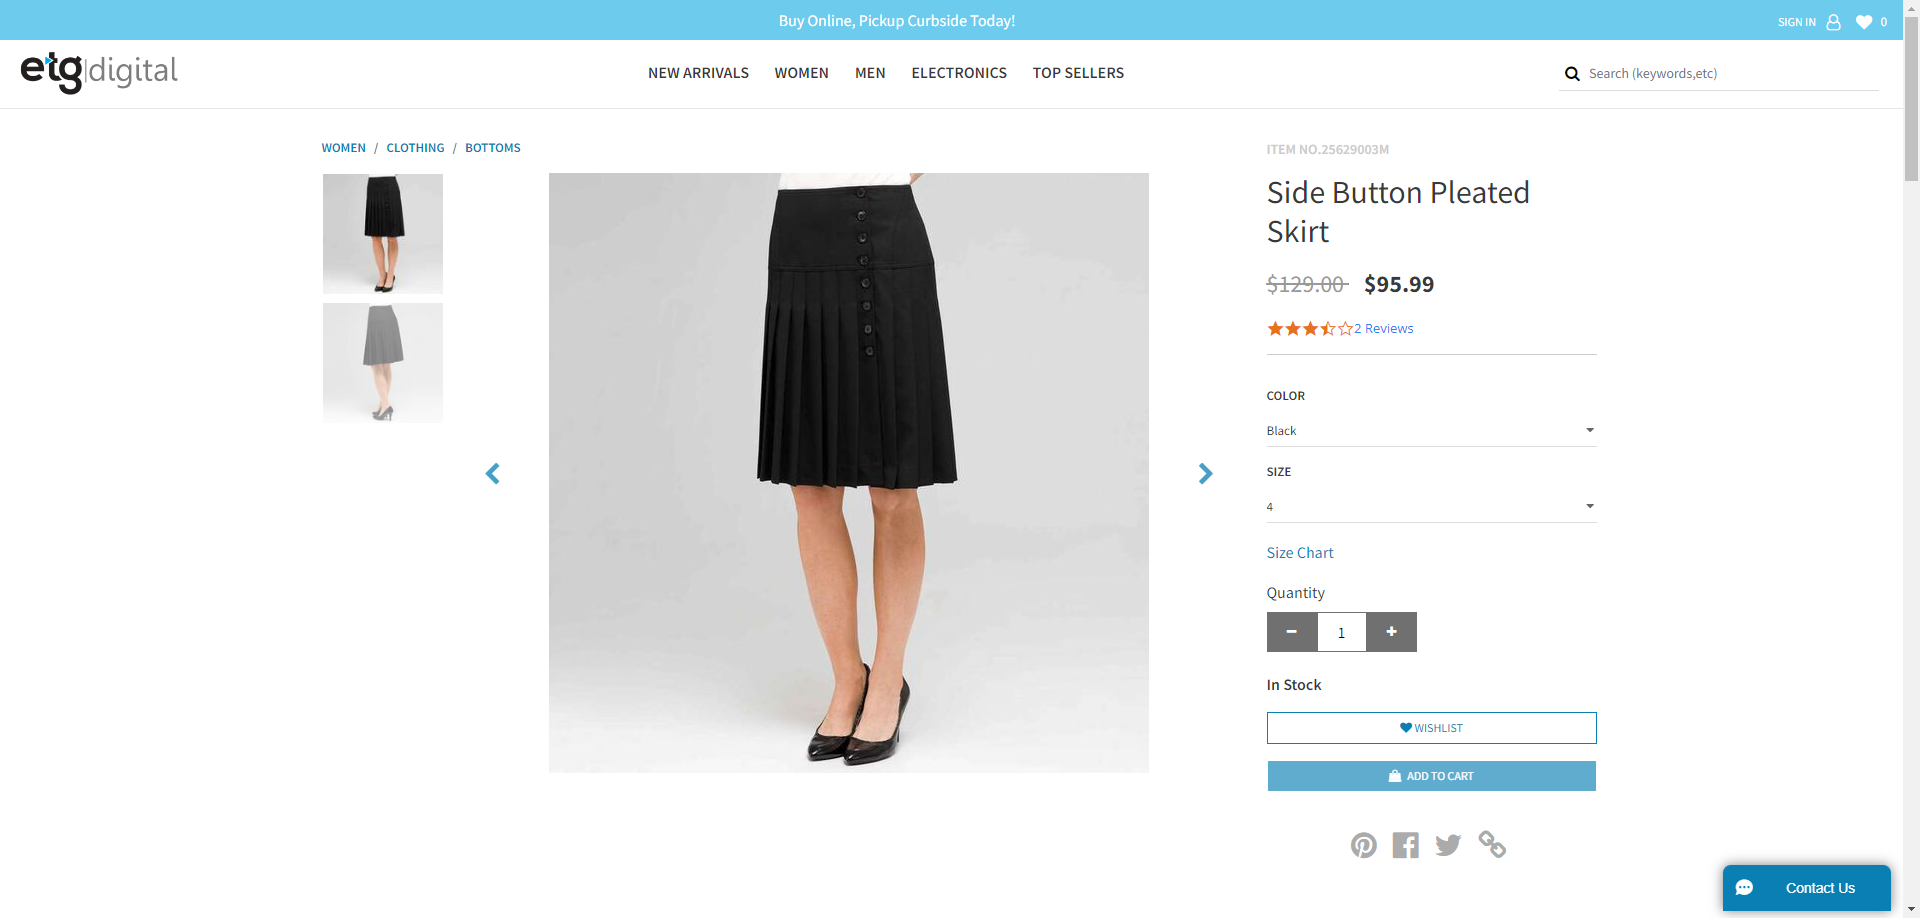 Buy Online, Pickup Curbside Today!
SIGN IN 0
etg|digital
NEW ARRIVALS WOMEN MEN ELECTRONICS TOP SELLERS
Search (keywords,etc)
WOMEN / CLOTHING / BOTTOMS
ITEM NO.25629003M
Side Button Pleated
Skirt
$129.00 $95.99
2 Reviews
COLOR
Black
SIZE
4
Size Chart
Quantity
− 1 +
In Stock
WISHLIST
ADD TO CART
Contact Us